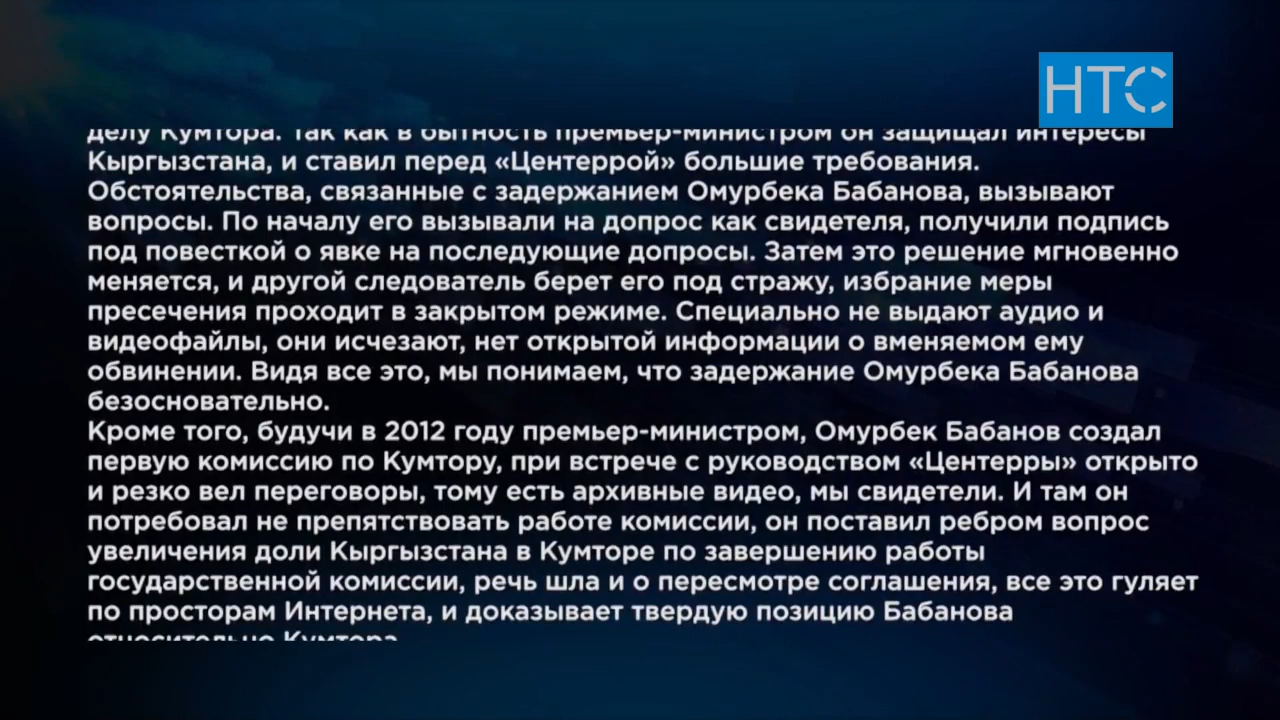 НТС
делу Кумтора. Так как в бытность премьер-министром он защищал интересы
Кыргызстана, и ставил перед «Центеррой» большие требования.
Обстоятельства, связанные с задержанием Омурбека Бабанова, вызывают
вопросы. По началу его вызывали на допрос как свидетеля, получили подпись
под повесткой о явке на последующие допросы. Затем это решение мгновенно
меняется, и другой следователь берет его под стражу, избрание меры
пресечения проходит в закрытом режиме. Специально не выдают аудио и
видеофайлы, они исчезают, нет открытой информации о вменяемом ему
обвинении. Видя все это, мы понимаем, что задержание Омурбека Бабанова
безосновательно.
Кроме того, будучи в 2012 году премьер-министром, Омурбек Бабанов создал
первую комиссию по Кумтору, при встрече с руководством «Центерры» открыто
и резко вел переговоры, тому есть архивные видео, мы свидетели. И там он
потребовал не препятствовать работе комиссии, он поставил ребром вопрос
увеличения доли Кыргызстана в Кумторе по завершению работы
государственной комиссии, речь шла и о пересмотре соглашения, все это гуляет
по просторам Интернета, и доказывает твердую позицию Бабанова
относительно Кумтора.